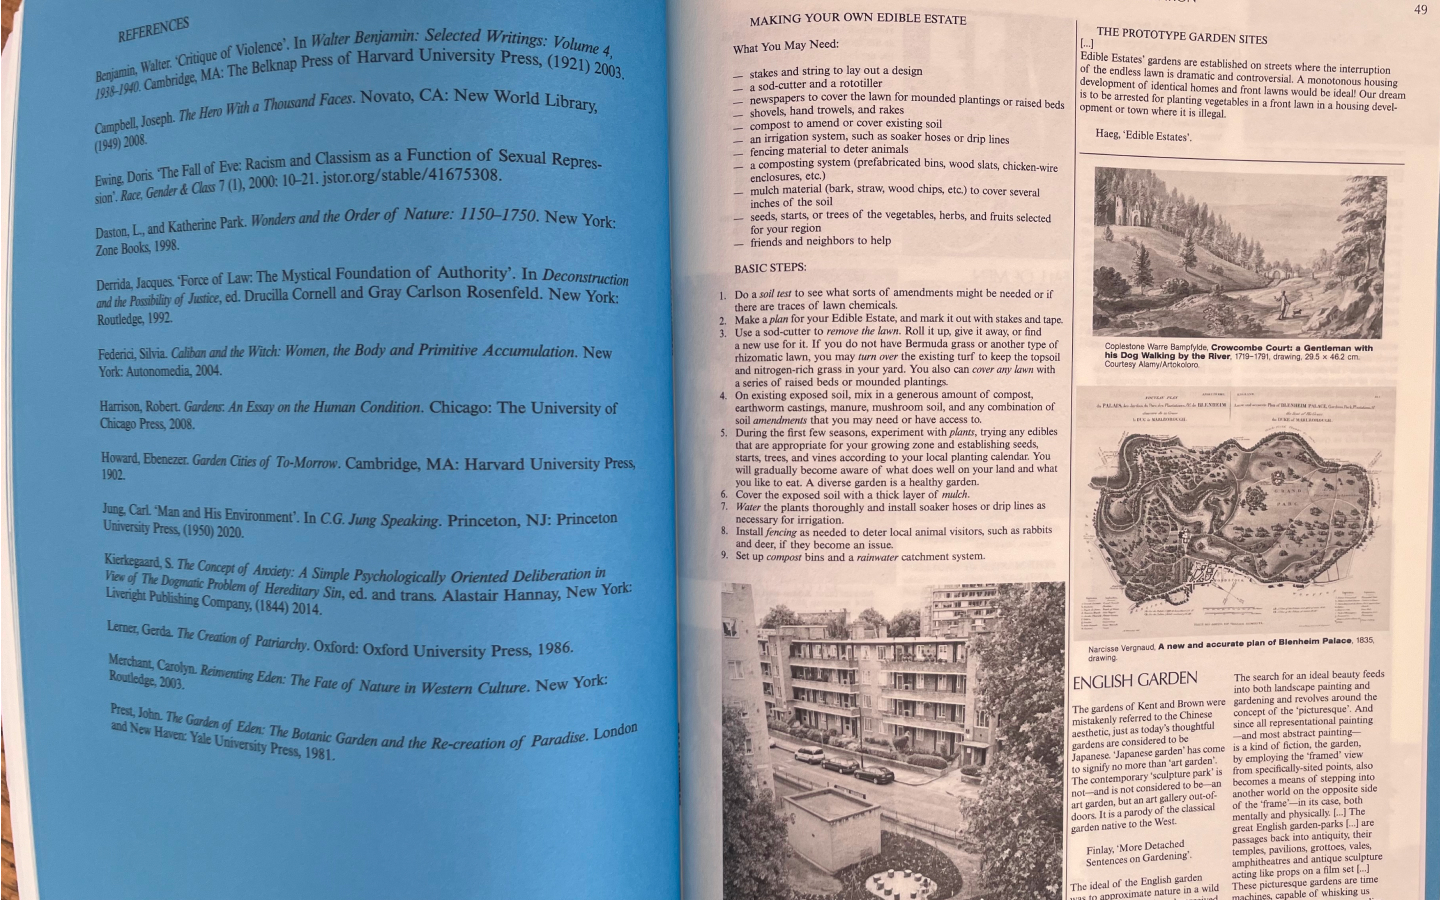 REFERENCES
Benjamin, Walter. ‘Critique of Violence’. In Walter Benjamin: Selected Writings: Volume 4,
1938-1940. Cambridge, MA: The Belknap Press of Harvard University Press, (1921) 2003.
Campbell, Joseph. The Hero With a Thousand Faces. Novato, CA: New World Library,
(1949) 2008.
Ewing, Doris. ‘The Fall of Eve: Racism and Classism as a Function of Sexual Repres-
sion’. Race, Gender & Class 7 (1), 2000: 10–21. jstor.org/stable/41675308.
Daston, L., and Katherine Park. Wonders and the Order of Nature: 1150–1750. New York:
Zone Books, 1998.
Derrida, Jacques. ‘Force of Law: The Mystical Foundation of Authority’. In Deconstruction
and the Possibility of Justice, ed. Drucilla Cornell and Gray Carlson Rosenfeld. New York:
Routledge, 1992.
Federici, Silvia. Caliban and the Witch: Women, the Body and Primitive Accumulation. New
York: Autonomedia, 2004.
Harrison, Robert. Gardens: An Essay on the Human Condition. Chicago: The University of
Chicago Press, 2008.
Howard, Ebenezer. Garden Cities of To-Morrow. Cambridge, MA: Harvard University Press,
1902.
Jung, Carl. ‘Man and His Environment’. In C.G. Jung Speaking. Princeton, NJ: Princeton
University Press, (1950) 2020.
Kierkegaard, S. The Concept of Anxiety: A Simple Psychologically Oriented Deliberation in
View of The Dogmatic Problem of Hereditary Sin, ed. and trans. Alastair Hannay, New York:
Liveright Publishing Company, (1844) 2014.
Lerner, Gerda. The Creation of Patriarchy. Oxford: Oxford University Press, 1986.
Merchant, Carolyn. Reinventing Eden: The Fate of Nature in Western Culture. New York:
Routledge, 2003.
Prest, John. The Garden of Eden: The Botanic Garden and the Re-creation of Paradise. London
and New Haven: Yale University Press, 1981.
49
MAKING YOUR OWN EDIBLE ESTATE
What You May Need:
— stakes and string to lay out a design
— a sod-cutter and a rototiller
— newspapers to cover the lawn for mounded plantings or raised beds
— shovels, hand trowels, and rakes
— compost to amend or cover existing soil
— an irrigation system, such as soaker hoses or drip lines
— fencing material to deter animals
— a composting system (prefabricated bins, wood slats, chicken-wire
enclosures, etc.)
— mulch material (bark, straw, wood chips, etc.) to cover several
inches of the soil
— seeds, starts, or trees of the vegetables, herbs, and fruits selected
for your region
— friends and neighbors to help
BASIC STEPS:
1. Do a soil test to see what sorts of amendments might be needed or if
there are traces of lawn chemicals.
2. Make a plan for your Edible Estate, and mark it out with stakes and tape.
3. Use a sod-cutter to remove the lawn. Roll it up, give it away, or find
a new use for it. If you do not have Bermuda grass or another type of
rhizomatic lawn, you may turn over the existing turf to keep the topsoil
and nitrogen-rich grass in your yard. You also can cover any lawn with
a series of raised beds or mounded plantings.
4. On existing exposed soil, mix in a generous amount of compost,
earthworm castings, manure, mushroom soil, and any combination of
soil amendments that you may need or have access to.
5. During the first few seasons, experiment with plants, trying any edibles
that are appropriate for your growing zone and establishing seeds,
starts, trees, and vines according to your local planting calendar. You
will gradually become aware of what does well on your land and what
you like to eat. A diverse garden is a healthy garden.
6. Cover the exposed soil with a thick layer of mulch.
7. Water the plants thoroughly and install soaker hoses or drip lines as
necessary for irrigation.
8. Install fencing as needed to deter local animal visitors, such as rabbits
and deer, if they become an issue.
9. Set up compost bins and a rainwater catchment system.
THE PROTOTYPE GARDEN SITES
[...]
Edible Estates’ gardens are established on streets where the interruption
of the endless lawn is dramatic and controversial. A monotonous housing
development of identical homes and front lawns would be ideal! Our dream
is to be arrested for planting vegetables in a front lawn in a housing devel-
opment or town where it is illegal.
Haeg, ‘Edible Estates’.
Coplestone Warre Bampfylde, Crowcombe Court: a Gentleman with
his Dog Walking by the River, 1719–1791, drawing, 29.5 × 46.2 cm.
Courtesy Alamy/Artokoloro.
Narcisse Vergnaud, A new and accurate plan of Blenheim Palace, 1835,
drawing.
ENGLISH GARDEN
The gardens of Kent and Brown were
mistakenly referred to the Chinese
aesthetic, just as today’s thoughtful
gardens are considered to be
Japanese. ‘Japanese garden’ has come
to signify no more than ‘art garden’.
The contemporary ‘sculpture park’ is
not—and is not considered to be—an
art garden, but an art gallery out-of-
doors. It is a parody of the classical
garden native to the West.
Finlay, ‘More Detached
Sentences on Gardening’.
The ideal of the English garden
was to approximate nature in a wild
The search for an ideal beauty feeds
into both landscape painting and
gardening and revolves around the
concept of the ‘picturesque’. And
since all representational painting
—and most abstract painting—
is a kind of fiction, the garden,
by employing the ‘framed’ view
from specifically-sited points, also
becomes a means of stepping into
another world on the opposite side
of the ‘frame’—in its case, both
mentally and physically. [...] The
great English garden-parks [...] are
passages back into antiquity, their
temples, pavilions, grottoes, vales,
amphitheatres and antique sculpture
acting like props on a film set [...]
These picturesque gardens are time
machines, capable of whisking us